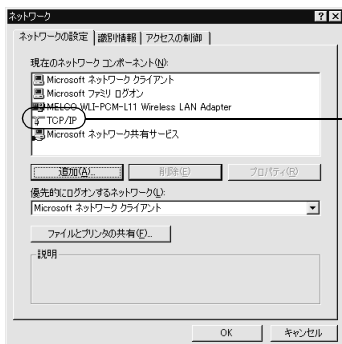 ネットワーク
ネットワークの設定 識別情報 アクセスの制御
現在のネットワーク コンポーネント(N):
Microsoft ネットワーク クライアント
Microsoft ファミリ ログオン
MELCO WLI-PCM-L11 Wireless LAN Adapter
TCP/IP
Microsoft ネットワーク共有サービス
追加(A)... 削除(E) プロパティ(R)
優先的にログオンするネットワーク(L):
Microsoft ネットワーク クライアント
ファイルとプリンタの共有(F)...
説明
OK キャンセル